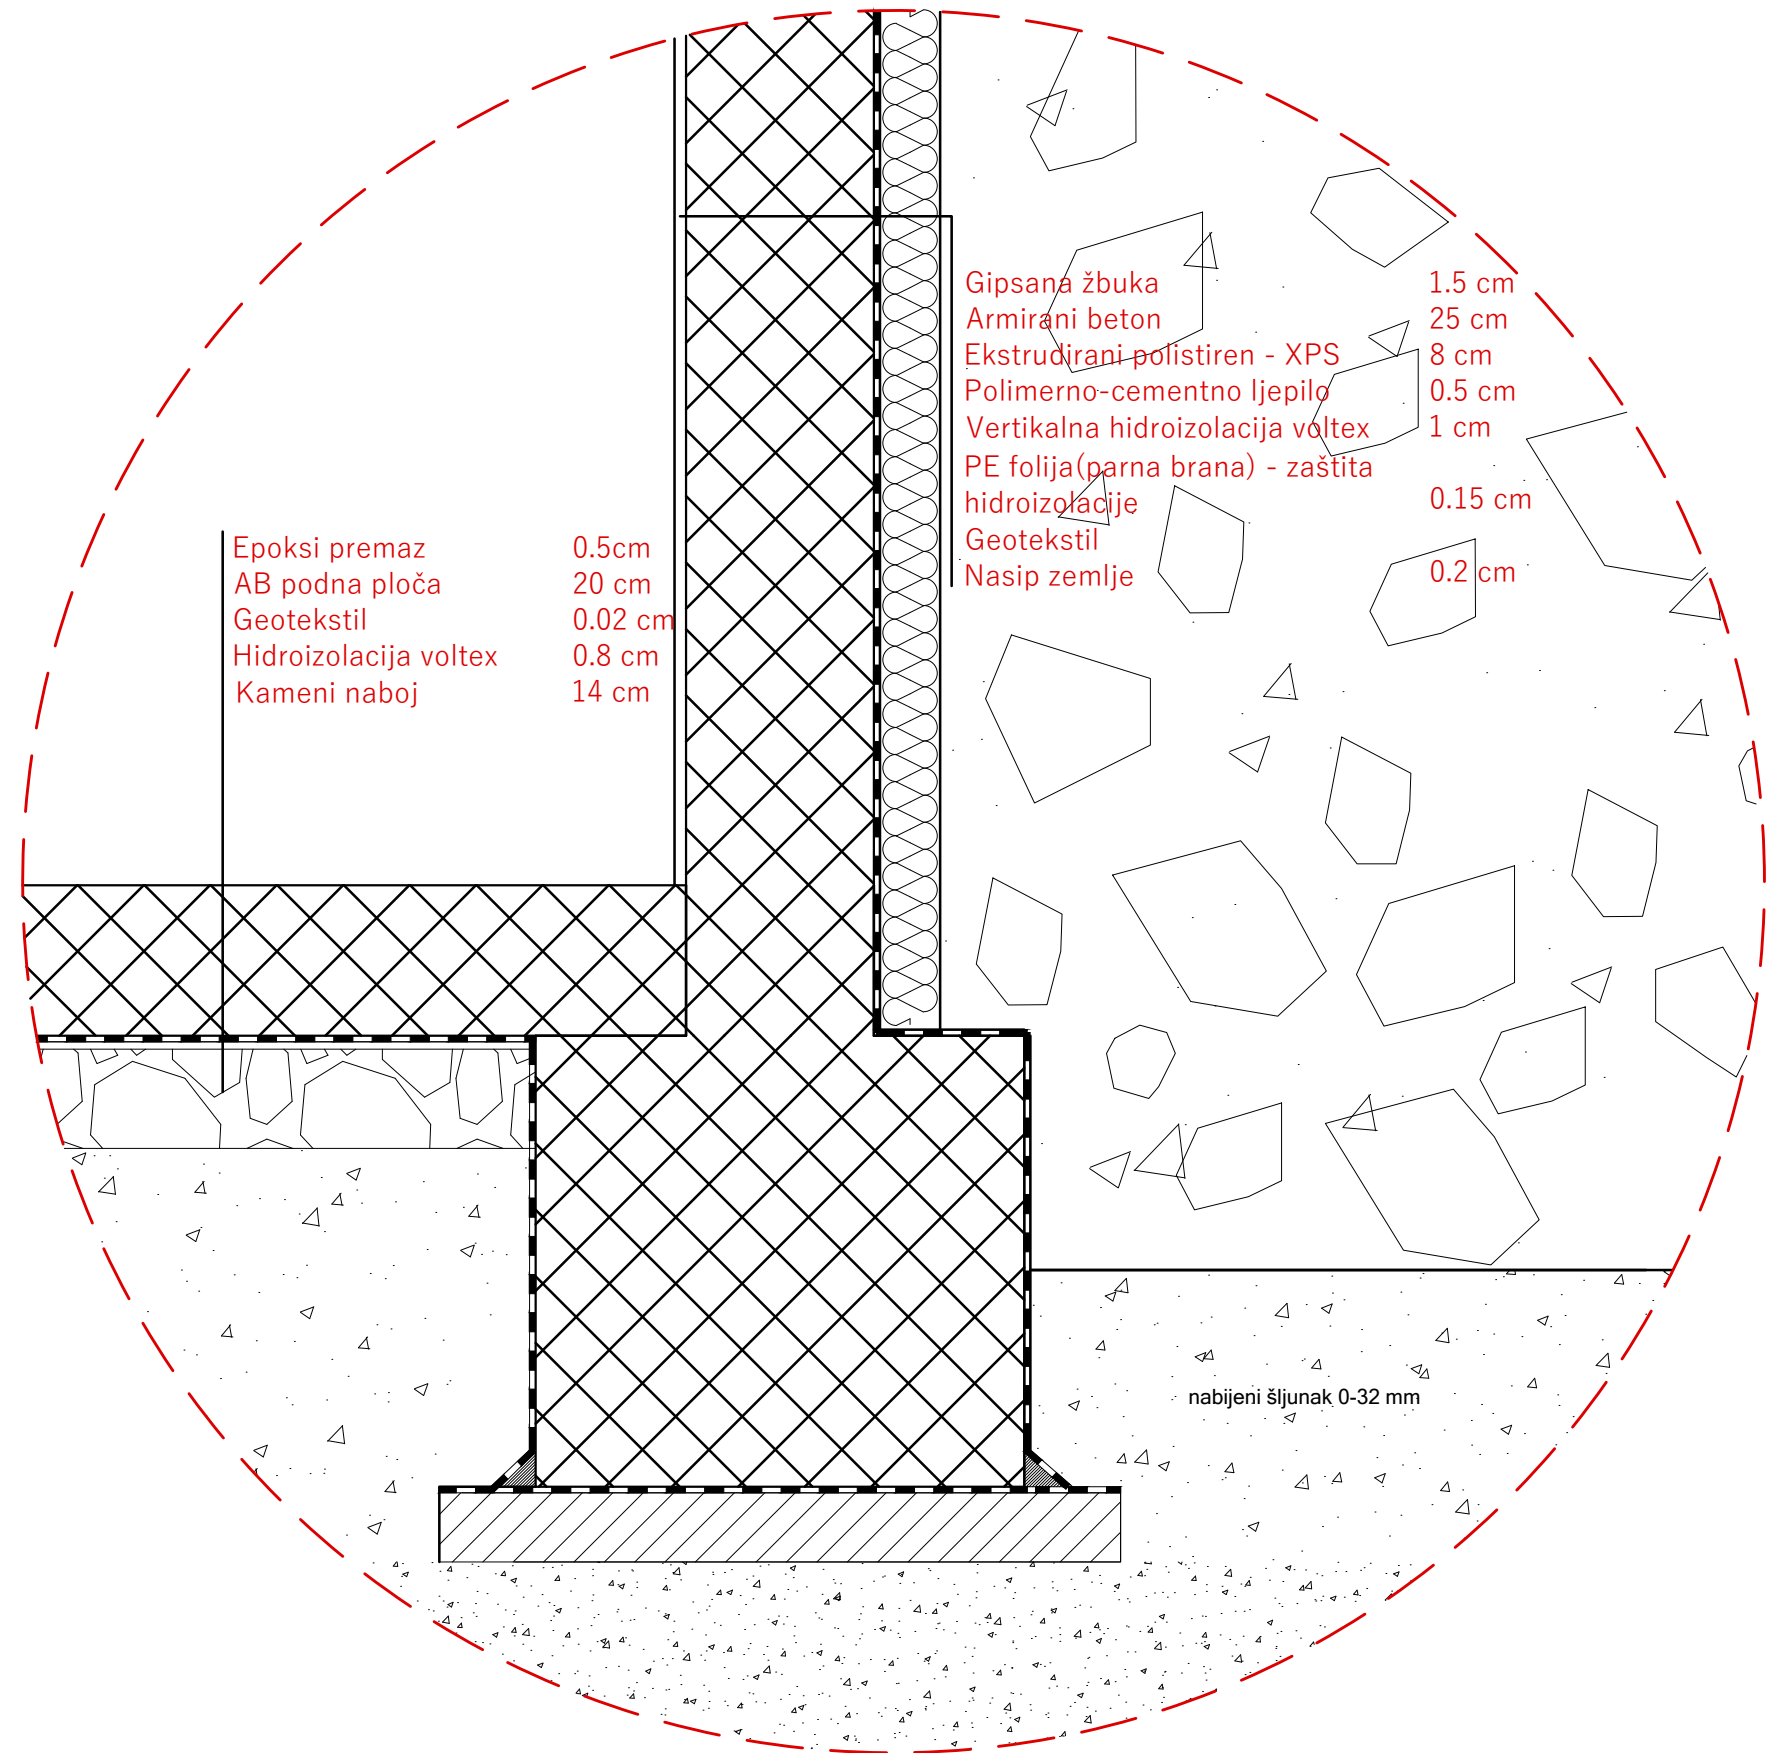 Gipsana žbuka 1.5 cm
Armirani beton 25 cm
Ekstrudirani polistiren - XPS 8 cm
Polimerno-cementno ljepilo 0.5 cm
Vertikalna hidroizolacija voltex 1 cm
PE folija(parna brana) - zaštita
hidroizolacije 0.15 cm
Geotekstil
Nasip zemlje 0.2 cm
Epoksi premaz 0.5cm
AB podna ploča 20 cm
Geotekstil 0.02 cm
Hidroizolacija voltex 0.8 cm
Kameni naboj 14 cm
nabijeni šljunak 0-32 mm